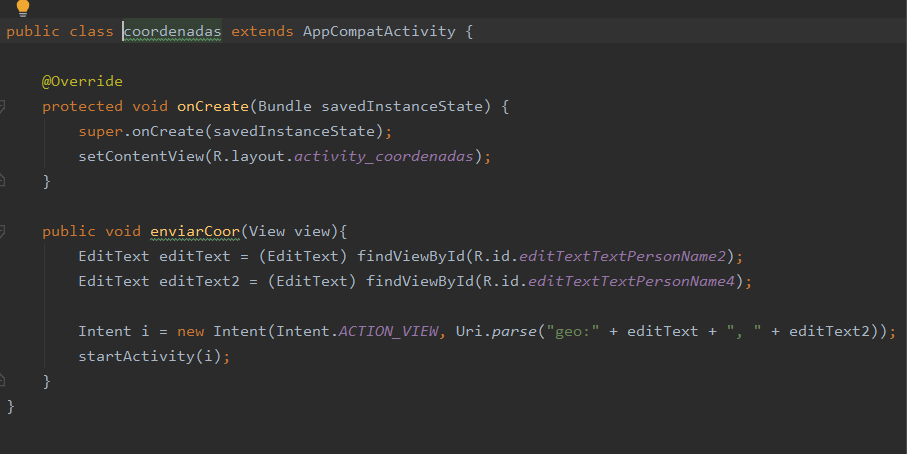 public class coordenadas extends AppCompatActivity {
@Override
protected void onCreate(Bundle savedInstanceState) {
super.onCreate(savedInstanceState);
setContentView(R.layout.activity_coordenadas);
}
public void enviarCoor(View view){
EditText editText = (EditText) findViewById(R.id.editTextTextPersonName2);
EditText editText2 = (EditText) findViewById(R.id.editTextTextPersonName4);
Intent i = new Intent(Intent.ACTION_VIEW, Uri.parse("geo:" + editText + ", " + editText2));
startActivity(i);
}
}